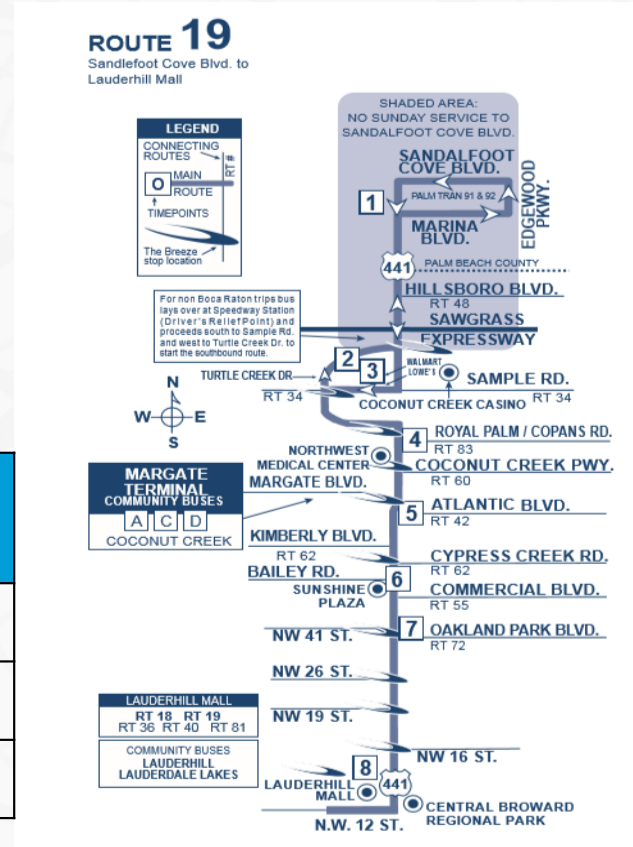 ROUTE 19
Sandlefoot Cove Blvd. to
Lauderhill Mall
SHADED AREA:
NO SUNDAY SERVICE TO
SANDALFOOT COVE BLVD.
LEGEND
CONNECTING
ROUTES
RT #
O
MAIN
ROUTE
TIMEPOINTS
The Breeze
stop location
SANDALFOOT
COVE BLVD.
1
PALM TRAN 91 & 92
EDGEWOOD
PKWY.
MARINA
BLVD.
441
PALM BEACH COUNTY
HILLSBORO BLVD.
RT 48
SAWGRASS
EXPRESSWAY
For non Boca Raton trips bus
lays over at Speedway Station
(Driver's Relief Point) and
proceeds south to Sample Rd.
and west to Turtle Creek Dr. to
start the southbound route.
2
3
WALMART
LOWE'S
TURTLE CREEK DR
SAMPLE RD.
RT 34
COCONUT CREEK CASINO
RT 34
N
W
E
S
4
ROYAL PALM / COPANS RD.
RT 83
NORTHWEST
MEDICAL CENTER
COCONUT CREEK PWY.
RT 60
MARGATE
TERMINAL
COMMUNITY BUSES
A C D
COCONUT CREEK
MARGATE BLVD.
5
ATLANTIC BLVD.
RT 42
KIMBERLY BLVD.
RT 62
CYPRESS CREEK RD.
RT 62
BAILEY RD.
6
SUNSHINE
PLAZA
COMMERCIAL BLVD.
RT 55
7
OAKLAND PARK BLVD.
RT 72
NW 41 ST.
NW 26 ST.
LAUDERHILL MALL
RT 18 RT 19
RT 36 RT 40 RT 81
COMMUNITY BUSES
LAUDERHILL
LAUDERDALE LAKES
NW 19 ST.
NW 16 ST.
8
LAUDERHILL
MALL
441
CENTRAL BROWARD
REGIONAL PARK
N.W. 12 ST.